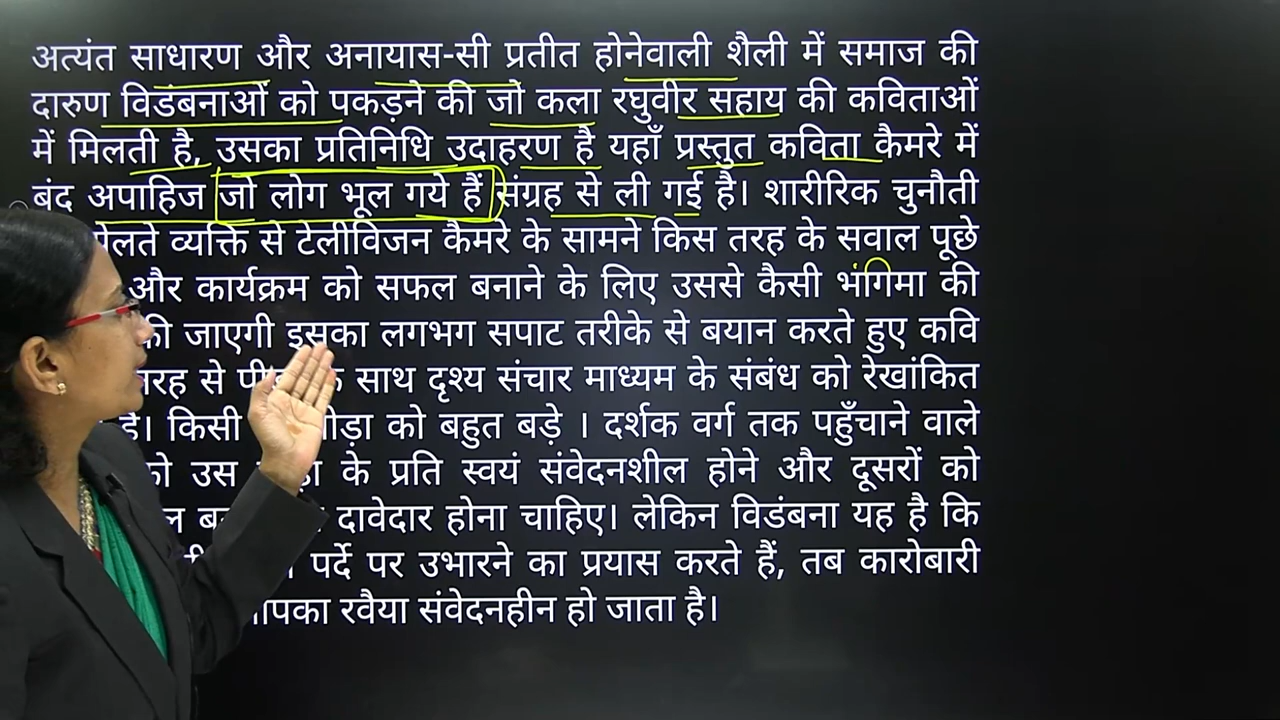 अत्यंत साधारण और अनायास-सी प्रतीत होनेवाली शैली में समाज की
दारुण विडंबनाओं को पकड़ने की जो कला रघुवीर सहाय की कविताओं
में मिलती है, उसका प्रतिनिधि उदाहरण है यहाँ प्रस्तुत कविता कैमरे में
बंद अपाहिज जो लोग भूल गये हैं संग्रह से ली गई है। शारीरिक चुनौती
व्यक्ति से टेलीविजन कैमरे के सामने किस तरह के सवाल पूछे
और कार्यक्रम को सफल बनाने के लिए उससे कैसी भंगिमा की
की जाएगी इसका लगभग सपाट तरीके से बयान करते हुए कवि
तरह से साथ दृश्य संचार माध्यम के संबंध को रेखांकित
है। किसी को बहुत बड़े । दर्शक वर्ग तक पहुँचाने वाले
को उस के प्रति स्वयं संवेदनशील होने और दूसरों को
दावेदार होना चाहिए। लेकिन विडंबना यह है कि
पर्दे पर उभारने का प्रयास करते हैं, तब कारोबारी
रवैया संवेदनहीन हो जाता है।